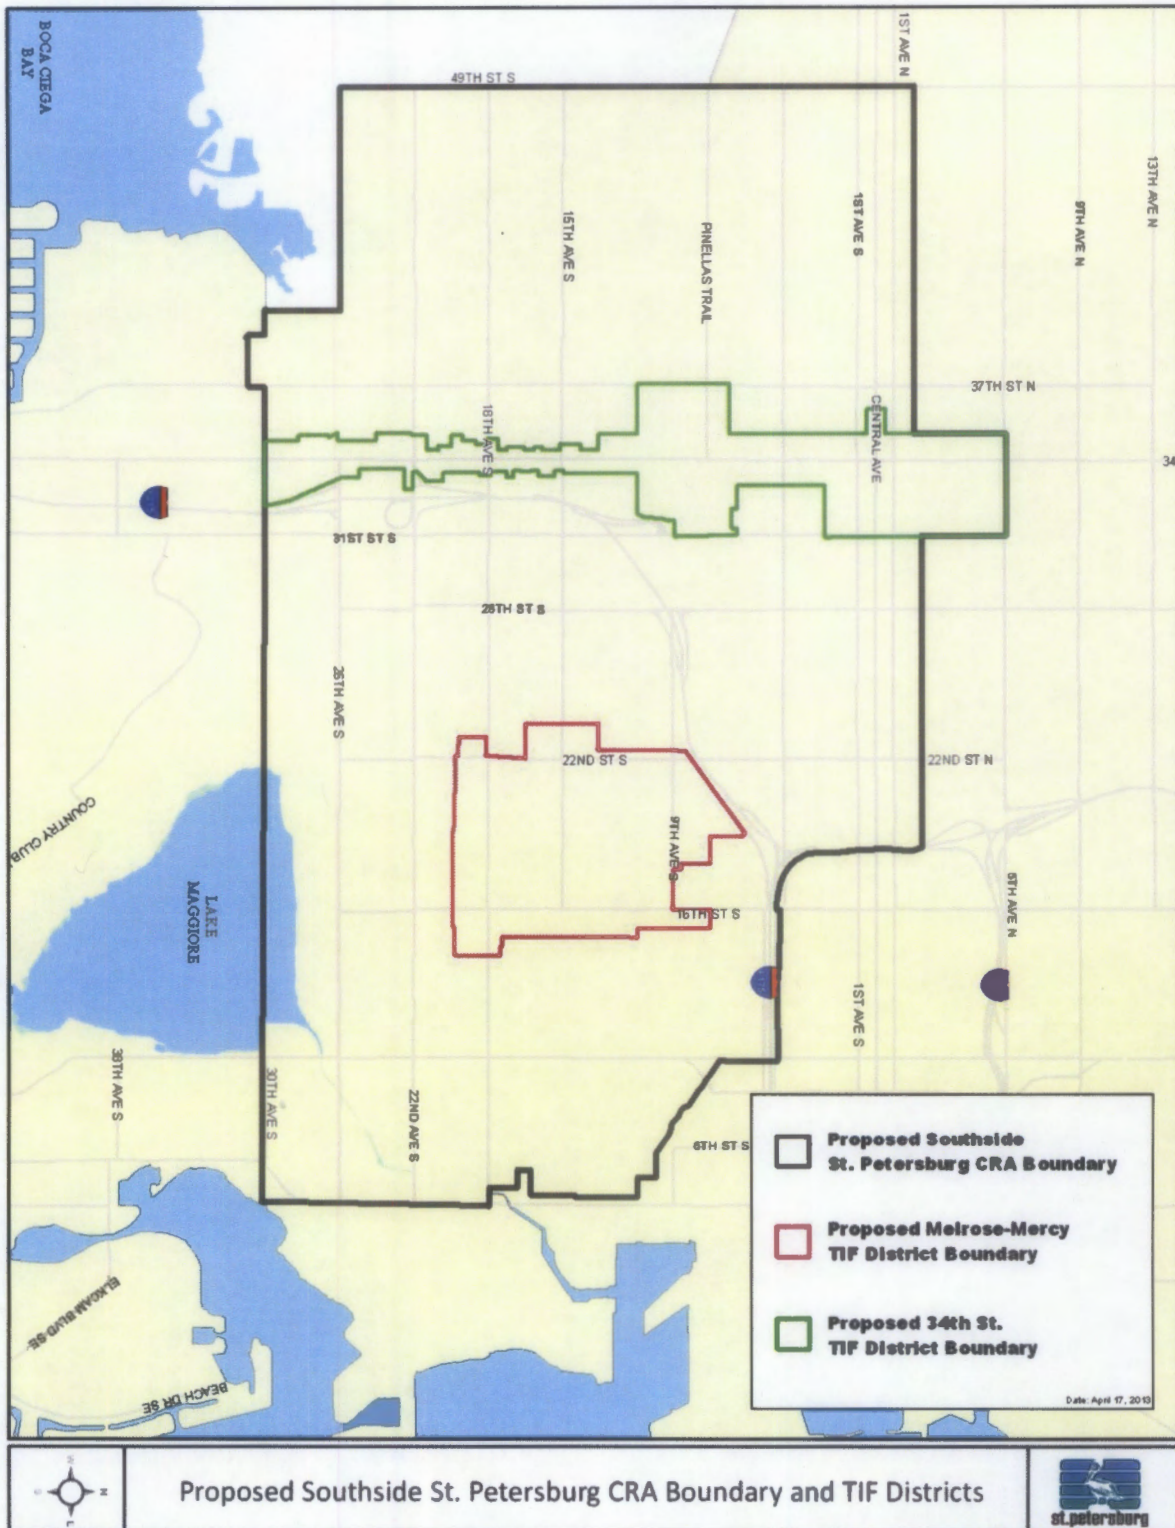 BOCA CIEGA
BAY
49TH ST S
1ST AVE N
13TH AVE N
9TH AVE N
1ST AVE S
PINELLAS TRAIL
15TH AVE S
37TH ST N
CENTRAL AVE
18TH AVE S
34
31ST ST S
28TH ST S
26TH AVE S
22ND ST S
22ND ST N
COUNTRY CLUB
9TH AVE S
LAKE
MAGGIORE
16TH ST S
5TH AVE N
1ST AVE S
38TH AVE S
30TH AVE S
22ND AVE S
6TH ST S
Proposed Southside
St. Petersburg CRA Boundary
Proposed Melrose-Mercy
TIF District Boundary
Proposed 34th St.
TIF District Boundary
Date: April 17, 2013
ELKCAM BLVD SE
BEACH DR SE
Proposed Southside St. Petersburg CRA Boundary and TIF Districts
st.petersburg